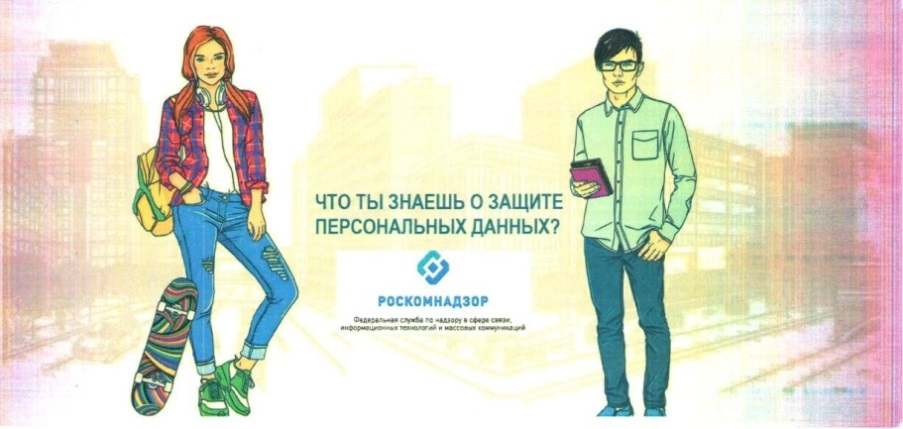 ЧТО ТЫ ЗНАЕШЬ О ЗАЩИТЕ
ПЕРСОНАЛЬНЫХ ДАННЫХ?
РОСКОМНАДЗОР
Федеральная служба по надзору в сфере связи,
информационных технологий и массовых коммуникаций